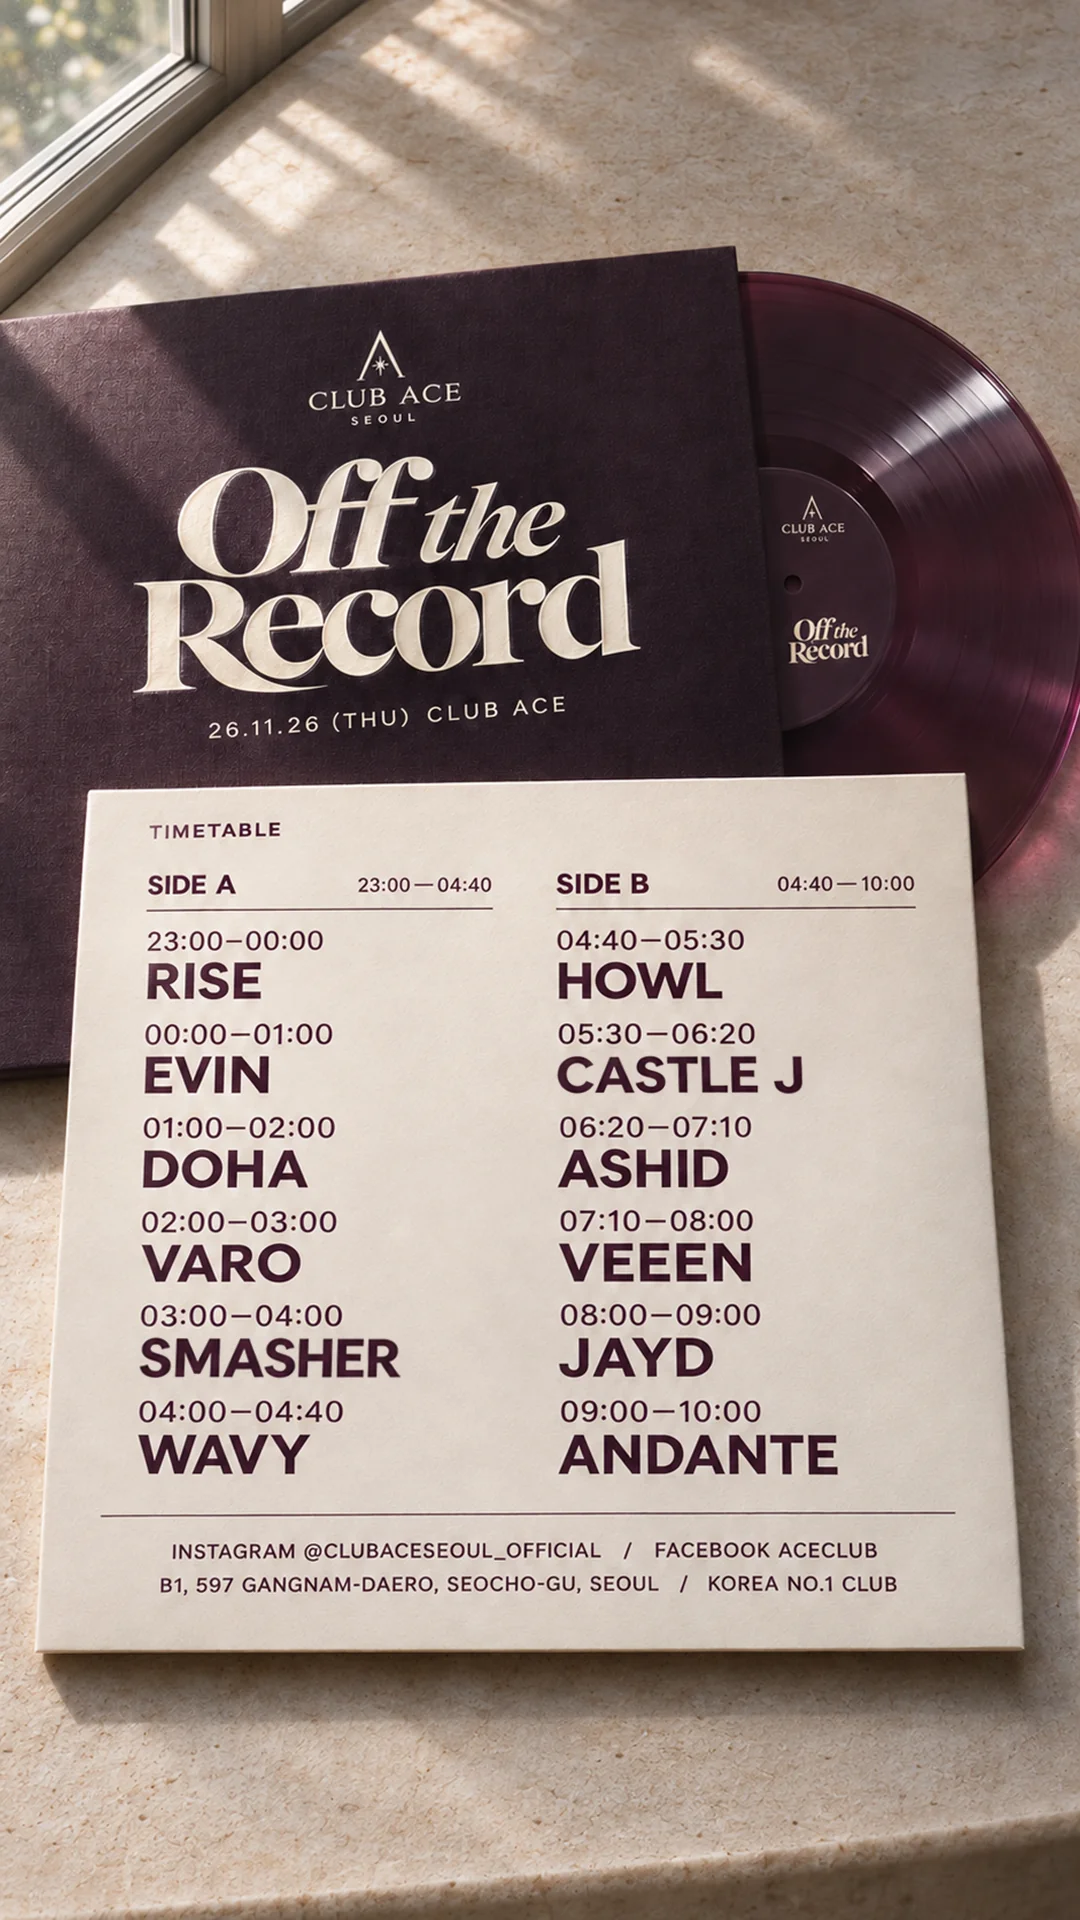 CLUB ACE
SEOUL
Off the
Record
26.11.26 (THU) CLUB ACE
CLUB ACE
SEOUL
Off the
Record
TIMETABLE
SIDE A 23:00—04:40
23:00—00:00
RISE
00:00—01:00
EVIN
01:00—02:00
DOHA
02:00—03:00
VARO
03:00—04:00
SMASHER
04:00—04:40
WAVY
SIDE B 04:40—10:00
04:40—05:30
HOWL
05:30—06:20
CASTLE J
06:20—07:10
ASHID
07:10—08:00
VEEEN
08:00—09:00
JAYD
09:00—10:00
ANDANTE
INSTAGRAM @CLUBACESEOUL_OFFICIAL / FACEBOOK ACECLUB
B1, 597 GANGNAM-DAERO, SEOCHO-GU, SEOUL / KOREA NO.1 CLUB